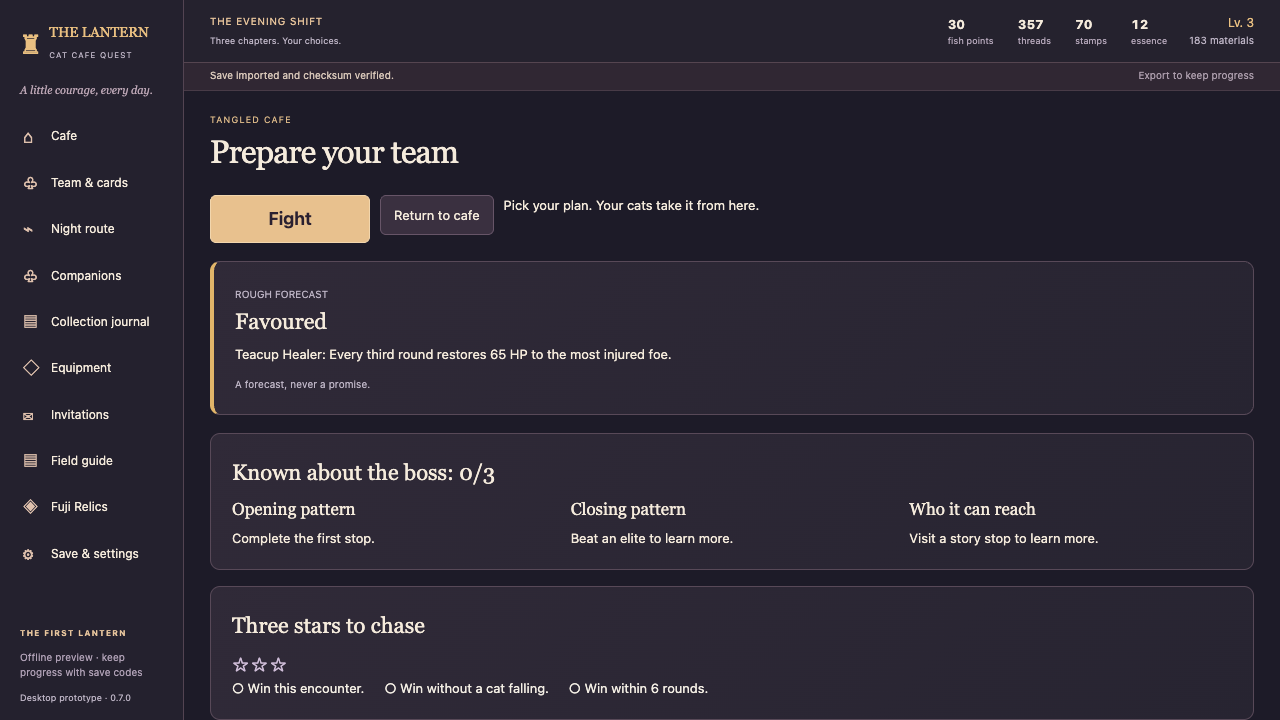 THE LANTERN
CAT CAFE QUEST
A little courage, every day.
Cafe
Team & cards
Night route
Companions
Collection journal
Equipment
Invitations
Field guide
Fuji Relics
Save & settings
THE FIRST LANTERN
Offline preview · keep
progress with save codes
Desktop prototype · 0.7.0
THE EVENING SHIFT
Three chapters. Your choices.
30
fish points
357
threads
70
stamps
12
essence
Lv. 3
183 materials
Save imported and checksum verified.
Export to keep progress
TANGLED CAFE
Prepare your team
Fight
Return to cafe
Pick your plan. Your cats take it from here.
ROUGH FORECAST
Favoured
Teacup Healer: Every third round restores 65 HP to the most injured foe.
A forecast, never a promise.
Known about the boss: 0/3
Opening pattern
Complete the first stop.
Closing pattern
Beat an elite to learn more.
Who it can reach
Visit a story stop to learn more.
Three stars to chase
☆☆☆
○ Win this encounter.
○ Win without a cat falling.
○ Win within 6 rounds.